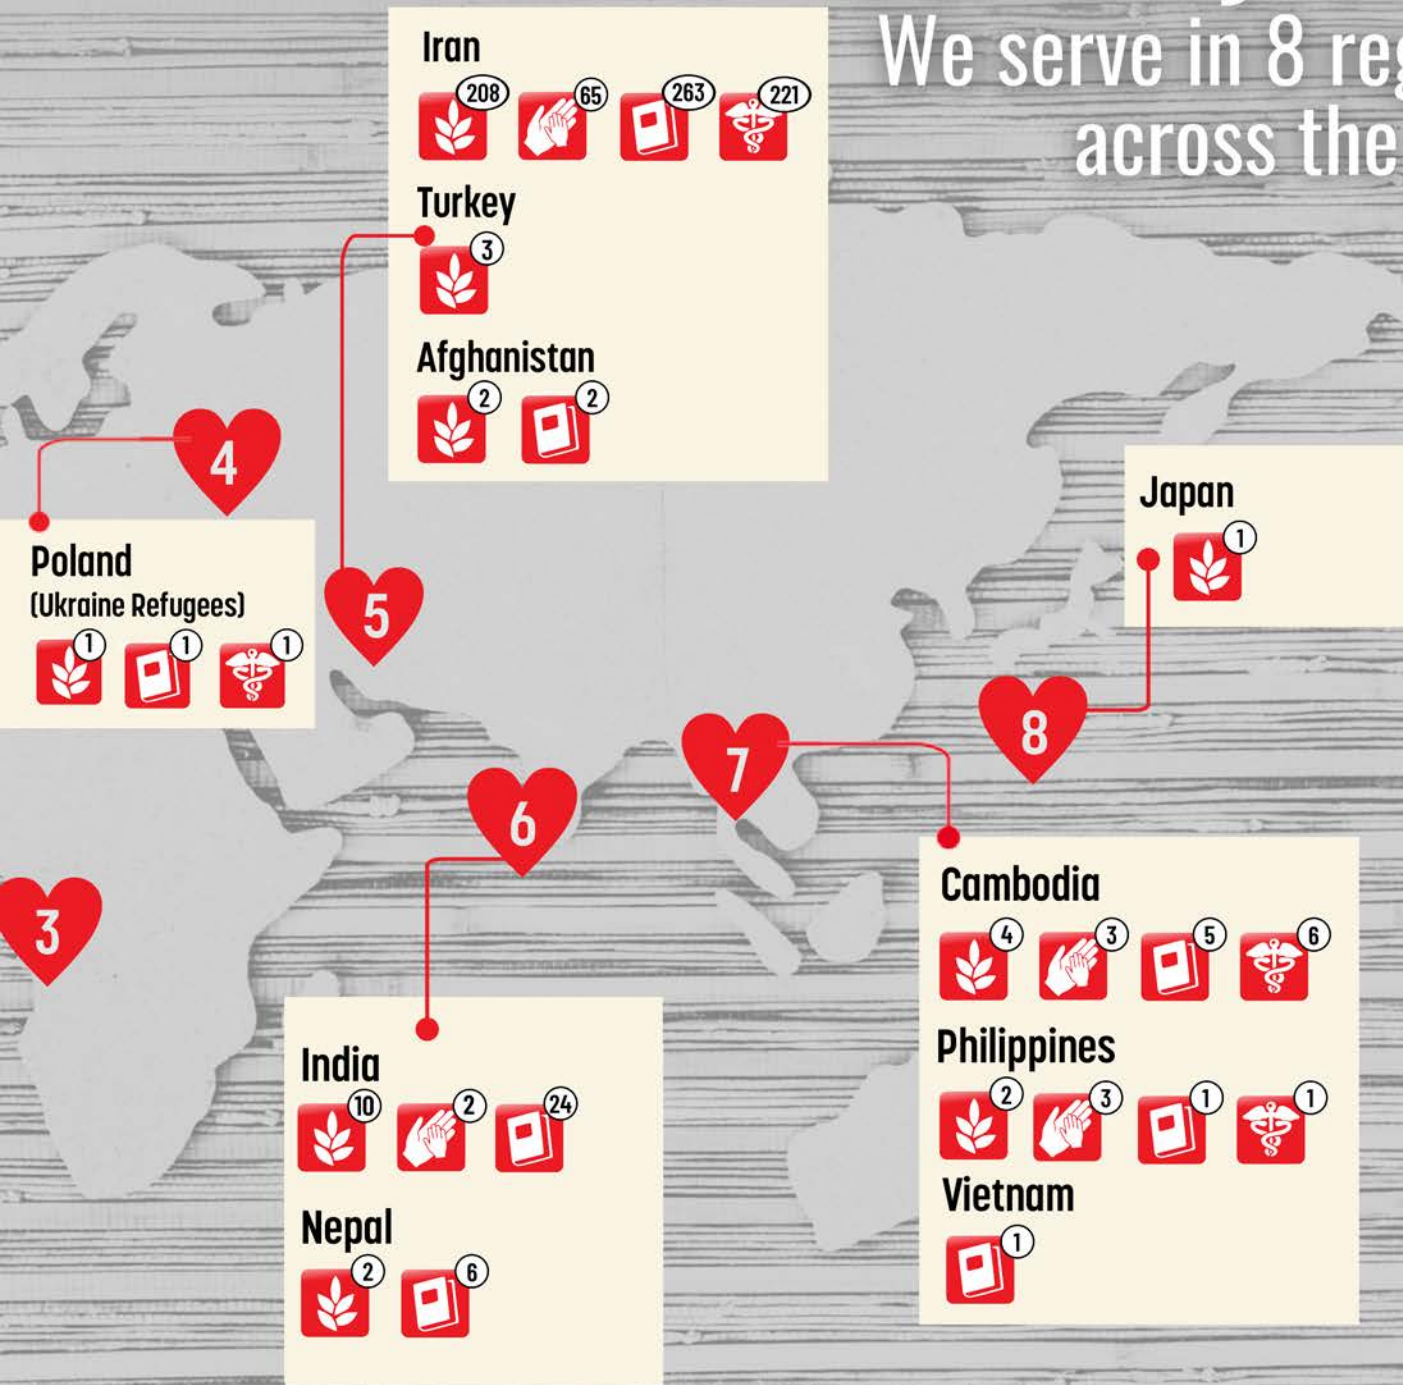 We serve in 8
across the
Iran
208 65 263 221
Turkey
3
Afghanistan
2 2
4
Poland
(Ukraine Refugees)
1 1 1
5
Japan
1
8
7
6
3
Cambodia
4 3 5 6
Philippines
2 3 1 1
Vietnam
1
India
10 2 24
Nepal
2 6